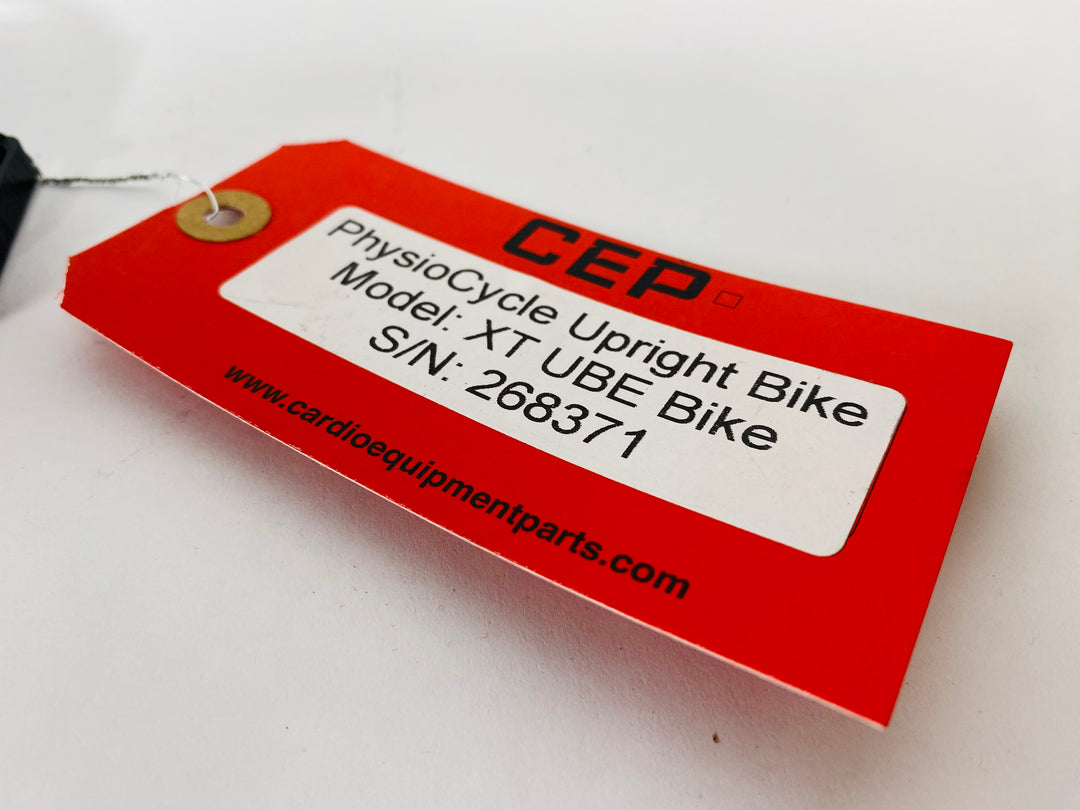 CEP
PhysioCycle Upright Bike
Model: XT UBE Bike
S/N: 268371
www.cardioequipmentparts.com